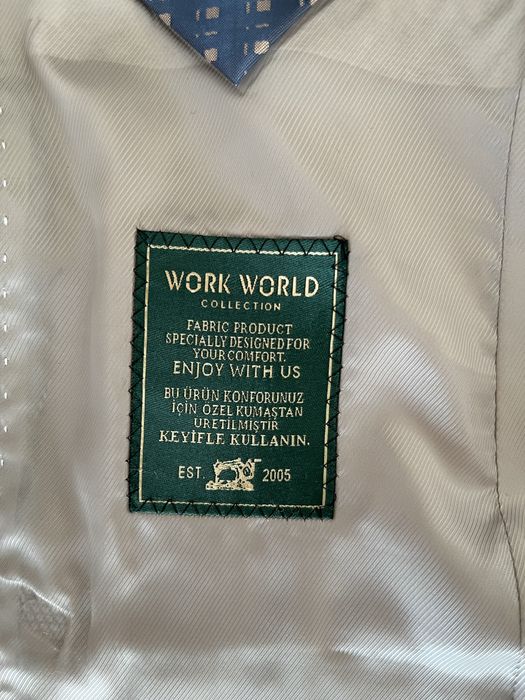 WORK WORLD
COLLECTION
FABRIC PRODUCT
SPECIALLY DESIGNED FOR
YOUR COMFORT.
ENJOY WITH US
BU ÜRÜN KONFORUNUZ
İÇİN ÖZEL KUMAŞTAN
ÜRETİLMİŞTİR
KEYİFLE KULLANIN.
EST. 2005